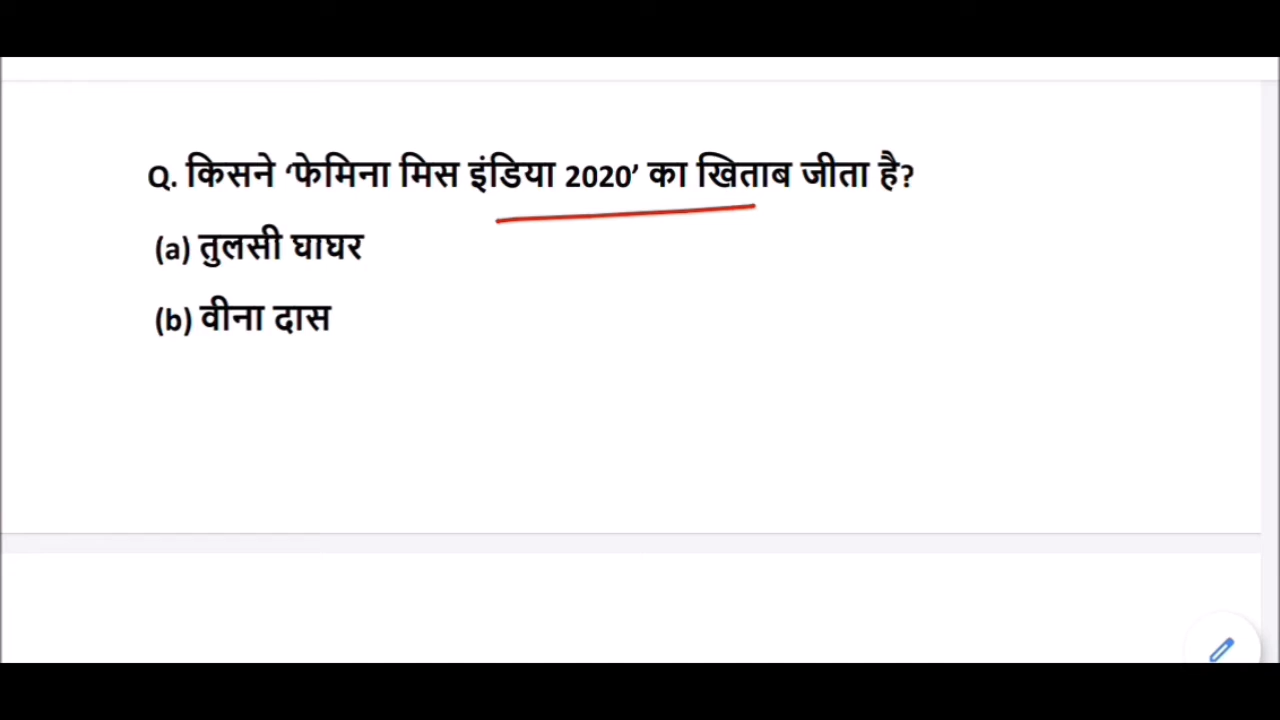 Q. किसने ‘फेमिना मिस इंडिया 2020’ का खिताब जीता है?
(a) तुलसी घाघर
(b) वीना दास